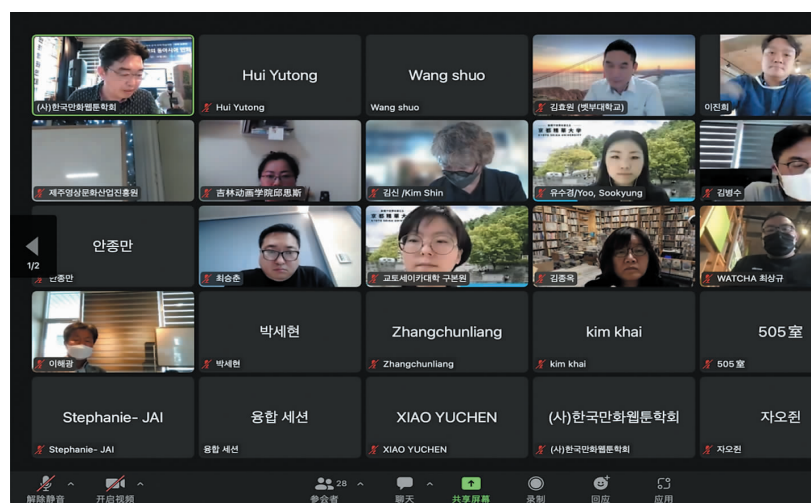 (사)한국만화웹툰학회
Hui Yutong
Hui Yutong
Wang shuo
Wang shuo
김효원 (벳부대학교)
이진희
제주영상문화산업진흥원
吉林动画学院邱思斯
김신 /Kim Shin
유수경/Yoo, Sookyung
김병수
1/2
안종만
안종만
최승춘
교토세이카대학 구본원
김종옥
WATCHA 최상규
이해광
박세현
박세현
Zhangchunliang
Zhangchunliang
kim khai
kim khai
505室
505室
Stephanie- JAI
Stephanie- JAI
융합 세션
융합 세션
XIAO YUCHEN
XIAO YUCHEN
(사)한국만화웹툰학회
(사)한국만화웹툰학회
자오쥔
자오쥔
解除静音
开启视频
28
参会者
聊天
共享屏幕
录制
回应
应用